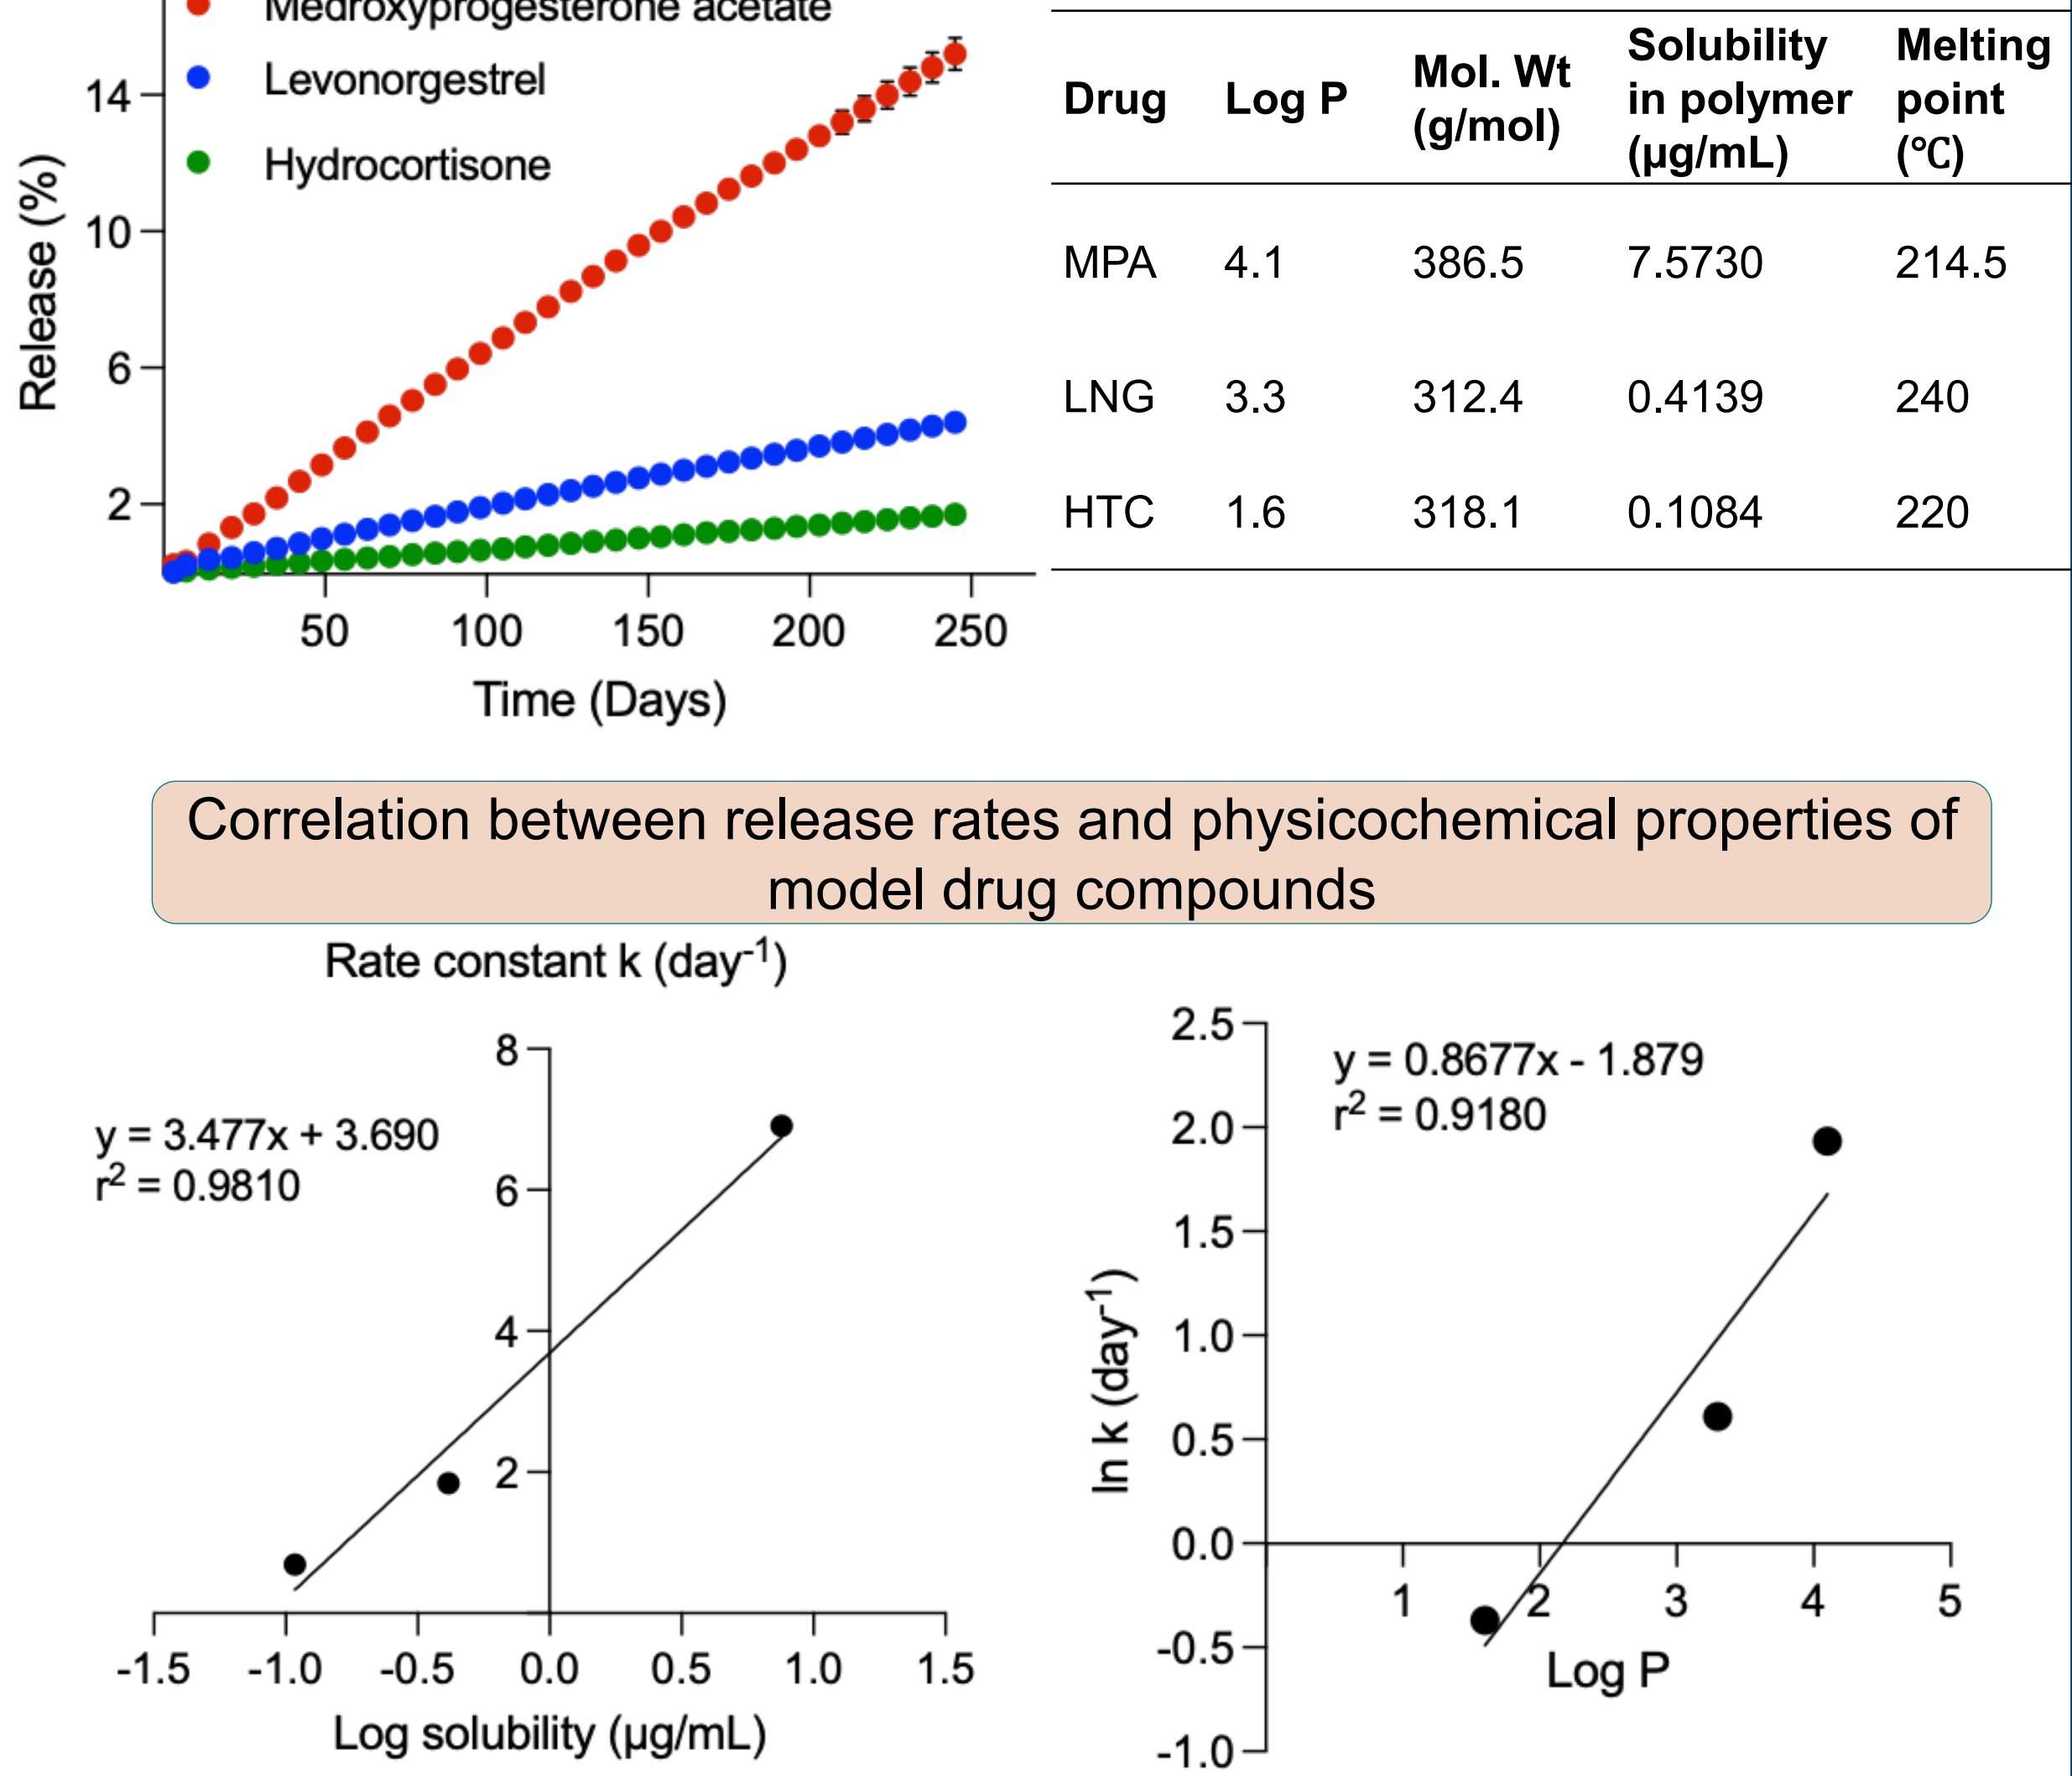 Medroxyprogesterone acetate
Levonorgestrel
Hydrocortisone
Release (%)
14
10
6
2
50 100 150 200 250
Time (Days)
Drug Log P Mol. Wt (g/mol) Solubility in polymer (µg/mL) Melting point (℃)
MPA 4.1 386.5 7.5730 214.5
LNG 3.3 312.4 0.4139 240
HTC 1.6 318.1 0.1084 220
Correlation between release rates and physicochemical properties of
model drug compounds
Rate constant k (day⁻¹)
y = 3.477x + 3.690
r² = 0.9810
8
6
4
2
-1.5 -1.0 -0.5 0.0 0.5 1.0 1.5
Log solubility (µg/mL)
y = 0.8677x - 1.879
r² = 0.9180
ln k (day⁻¹)
2.5
2.0
1.5
1.0
0.5
0.0
-0.5
-1.0
1 2 3 4 5
Log P